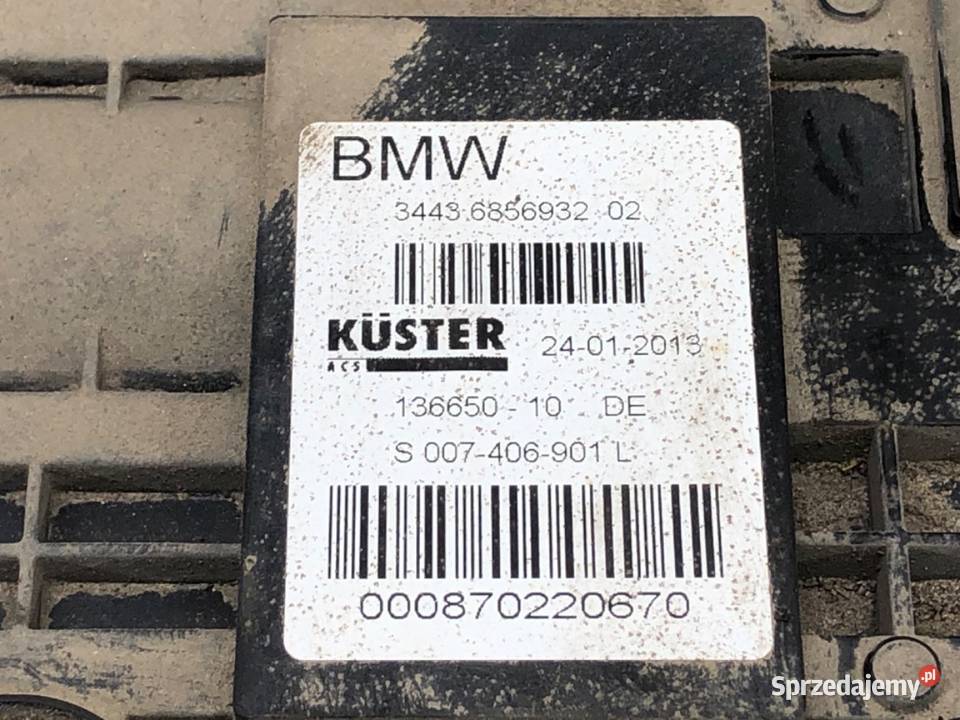 BMW
3443 6856932 02
KÜSTER
ACS
24-01-2013
136650 - 10 DE
S 007-406-901 L
000870220670
Sprzedajemy.pl